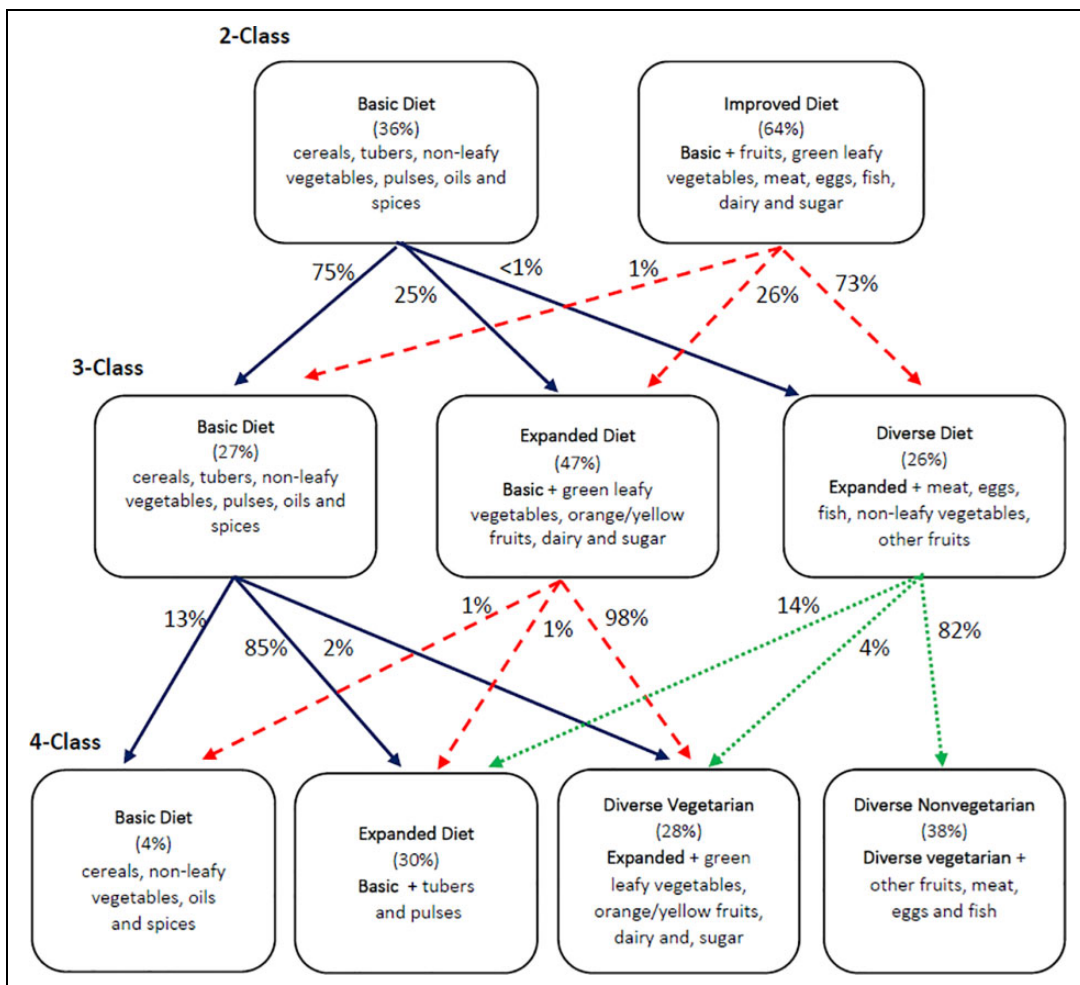 2-Class
Basic Diet
(36%)
cereals, tubers, non-leafy
vegetables, pulses, oils and
spices
Improved Diet
(64%)
Basic + fruits, green leafy
vegetables, meat, eggs, fish,
dairy and sugar
75%
25%
<1%
1%
26%
73%
3-Class
Basic Diet
(27%)
cereals, tubers, non-leafy
vegetables, pulses, oils and
spices
Expanded Diet
(47%)
Basic + green leafy
vegetables, orange/yellow
fruits, dairy and sugar
Diverse Diet
(26%)
Expanded + meat, eggs,
fish, non-leafy vegetables,
other fruits
13%
85%
2%
1%
1%
98%
14%
4%
82%
4-Class
Basic Diet
(4%)
cereals, non-leafy
vegetables, oils
and spices
Expanded Diet
(30%)
Basic + tubers
and pulses
Diverse Vegetarian
(28%)
Expanded + green
leafy vegetables,
orange/yellow fruits,
dairy and, sugar
Diverse Nonvegetarian
(38%)
Diverse vegetarian +
other fruits, meat,
eggs and fish